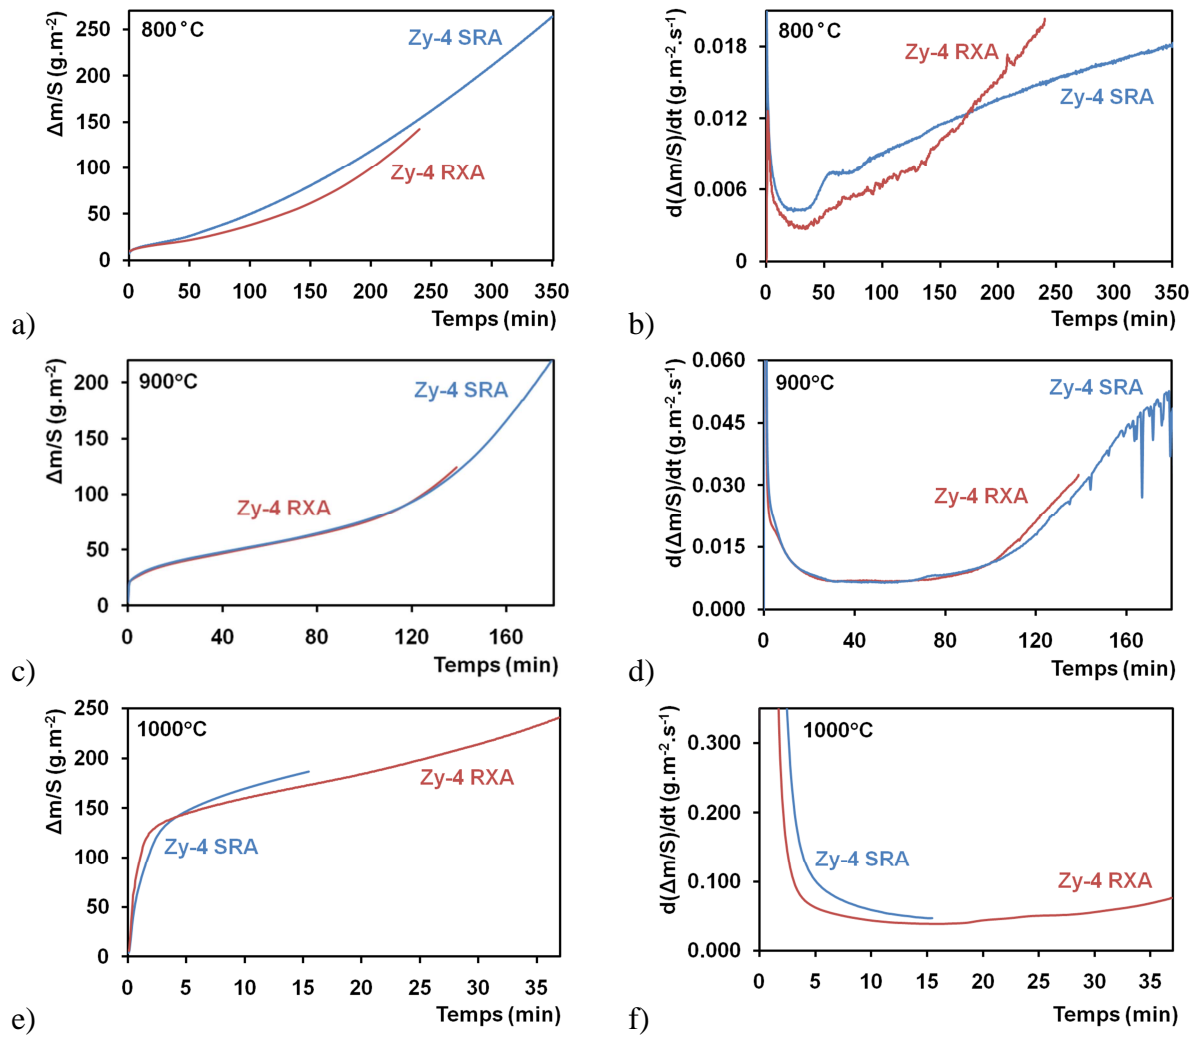 800°C
Zy-4 SRA
Zy-4 RXA
Δm/S (g.m-2)
250
200
150
100
50
0
0 50 100 150 200 250 300 350
Temps (min)
a)
800°C
Zy-4 RXA
Zy-4 SRA
d(Δm/S)/dt (g.m-2.s-1)
0.018
0.012
0.006
0
0 50 100 150 200 250 300 350
Temps (min)
b)
900°C
Zy-4 SRA
Zy-4 RXA
Δm/S (g.m-2)
200
150
100
50
0
0 40 80 120 160
Temps (min)
c)
900°C
Zy-4 SRA
Zy-4 RXA
d(Δm/S)/dt (g.m-2.s-1)
0.060
0.045
0.030
0.015
0.000
0 40 80 120 160
Temps (min)
d)
1000°C
Zy-4 RXA
Zy-4 SRA
Δm/S (g.m-2)
250
200
150
100
50
0
0 5 10 15 20 25 30 35
Temps (min)
e)
1000°C
Zy-4 SRA
Zy-4 RXA
d(Δm/S)/dt (g.m-2.s-1)
0.300
0.200
0.100
0.000
0 5 10 15 20 25 30 35
Temps (min)
f)